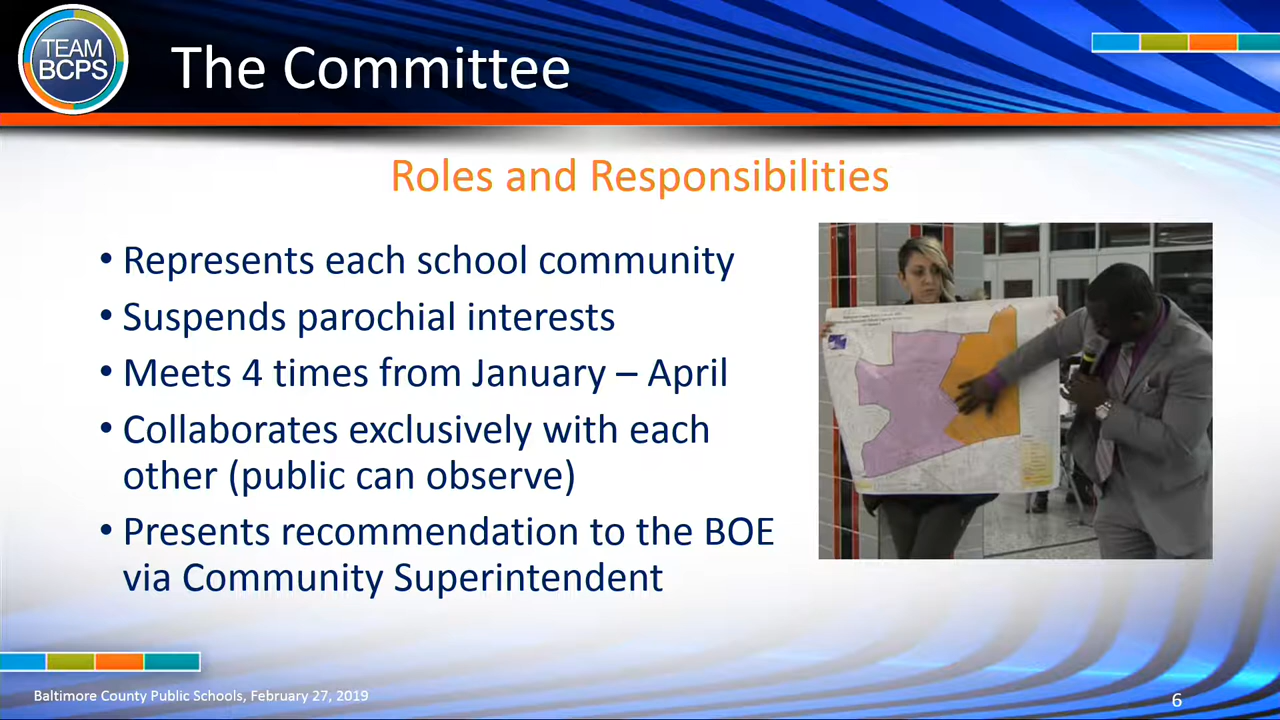 TEAM
BCPS
The Committee
Roles and Responsibilities
• Represents each school community
• Suspends parochial interests
• Meets 4 times from January – April
• Collaborates exclusively with each
other (public can observe)
• Presents recommendation to the BOE
via Community Superintendent
Baltimore County Public Schools, February 27, 2019
6